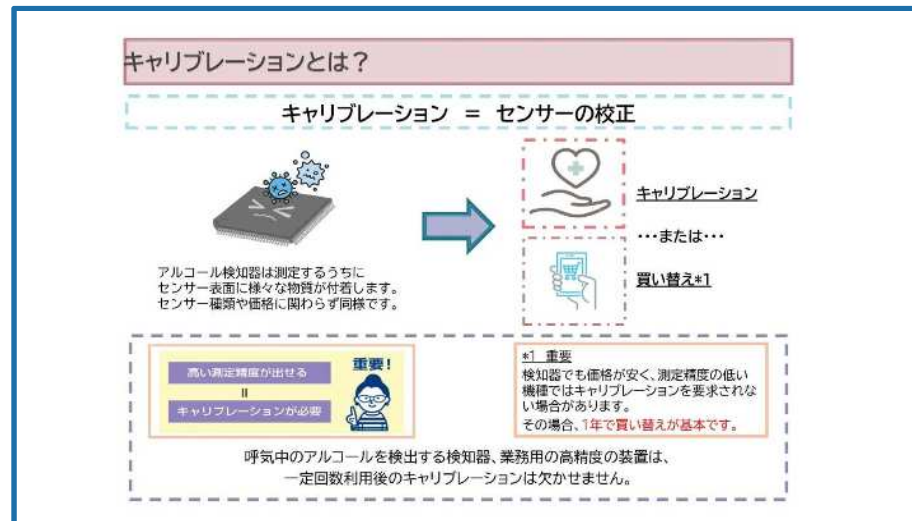 キャリブレーションとは？
キャリブレーション ＝ センサーの校正
アルコール検知器は測定するうちに
センサー表面に様々な物質が付着します。
センサー種類や価格に関わらず同様です。
キャリブレーション
･･･または･･･
買い替え*1
高い測定精度が出せる
＝
キャリブレーションが必要
重要！
*1 重要
検知器でも価格が安く、測定精度の低い
機種ではキャリブレーションを要求されな
い場合があります。
その場合、1年で買い替えが基本です。
呼気中のアルコールを検出する検知器、業務用の高精度の装置は、
一定回数利用後のキャリブレーションは欠かせません。